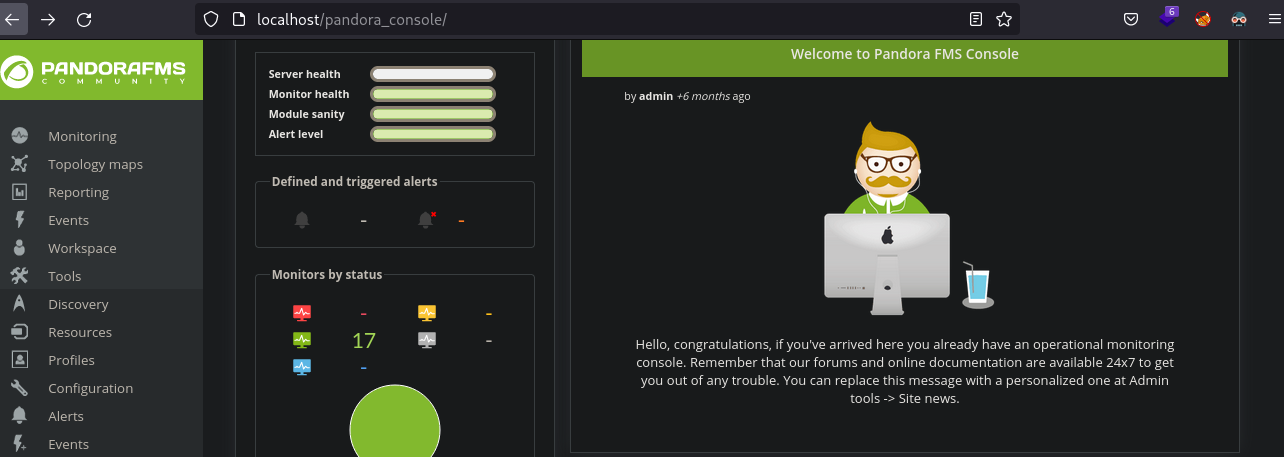 localhost/pandora_console/
6
PANDORAFMS
COMMUNITY
Monitoring
Topology maps
Reporting
Events
Workspace
Tools
Discovery
Resources
Profiles
Configuration
Alerts
Events
Server health
Monitor health
Module sanity
Alert level
Defined and triggered alerts
- -
Monitors by status
- -
17 -
-
Welcome to Pandora FMS Console
by admin +6 months ago
Hello, congratulations, if you've arrived here you already have an operational monitoring
console. Remember that our forums and online documentation are available 24x7 to get
you out of any trouble. You can replace this message with a personalized one at Admin
tools -> Site news.